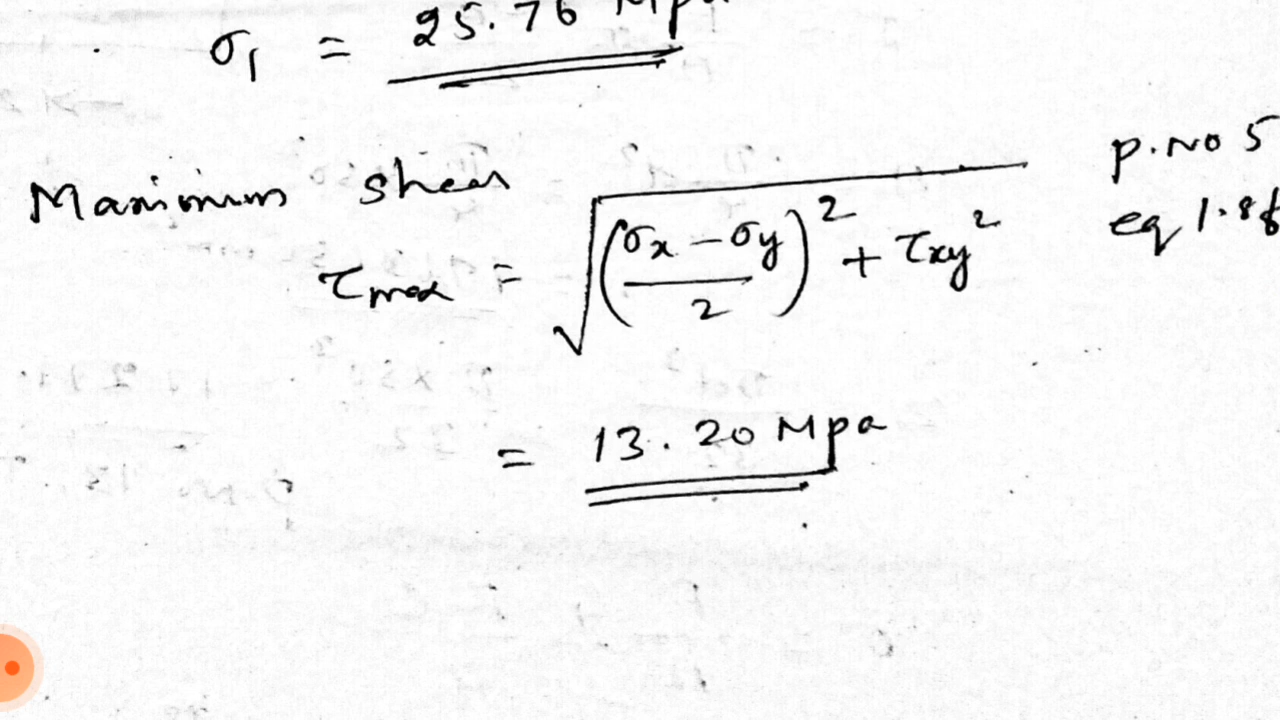 σ₁ = 25.76 Mpa
Maximum shear
τmax = √((σx - σy)/2)² + τxy²
p.no 5
eq 1.8
= 13.20 Mpa